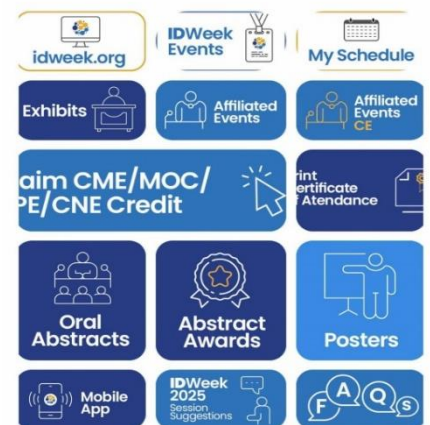 idweek.org
IDWeek
Events
My Schedule
Exhibits
Affiliated
Events
Affiliated
Events
CE
aim CME/MOC/
PE/CNE Credit
rint
ertificate
f Atendance
Oral
Abstracts
Abstract
Awards
Posters
Mobile
App
IDWeek
2025
Session
Suggestions
FAQs